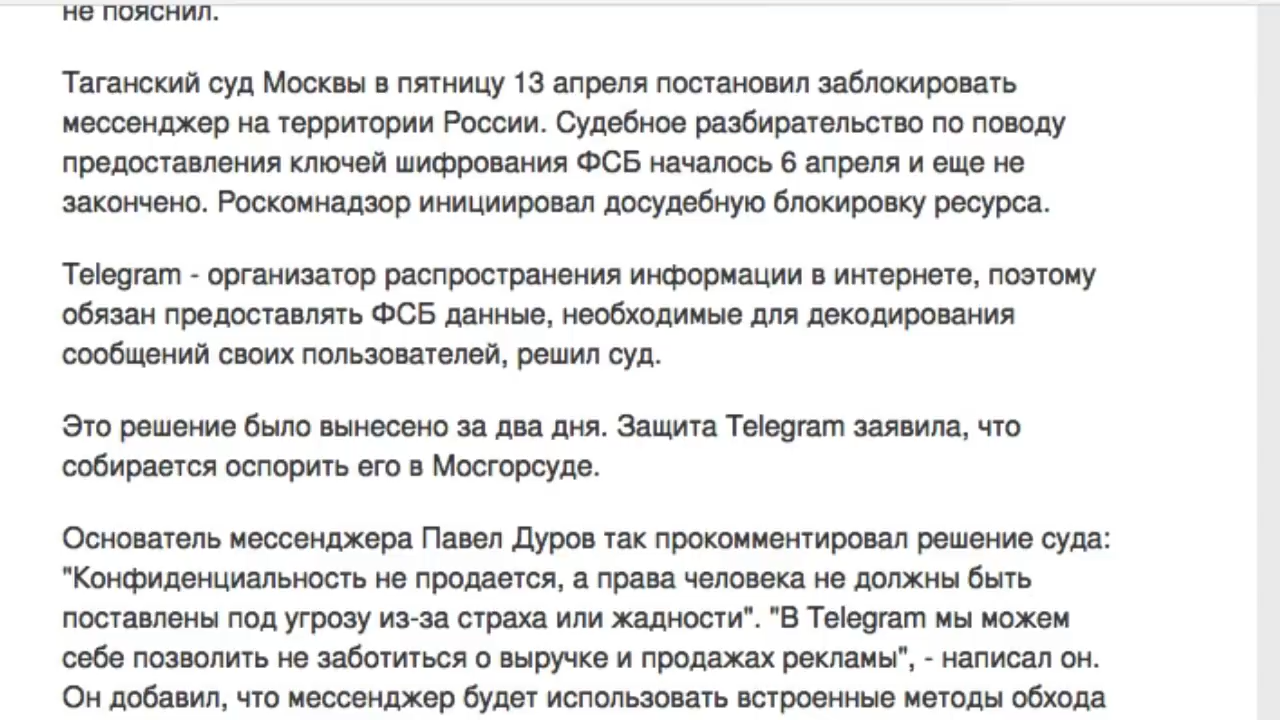 не пояснил.
Таганский суд Москвы в пятницу 13 апреля постановил заблокировать
мессенджер на территории России. Судебное разбирательство по поводу
предоставления ключей шифрования ФСБ началось 6 апреля и еще не
закончено. Роскомнадзор инициировал досудебную блокировку ресурса.
Telegram - организатор распространения информации в интернете, поэтому
обязан предоставлять ФСБ данные, необходимые для декодирования
сообщений своих пользователей, решил суд.
Это решение было вынесено за два дня. Защита Telegram заявила, что
собирается оспорить его в Мосгорсуде.
Основатель мессенджера Павел Дуров так прокомментировал решение суда:
"Конфиденциальность не продается, а права человека не должны быть
поставлены под угрозу из-за страха или жадности". "В Telegram мы можем
себе позволить не заботиться о выручке и продажах рекламы", - написал он.
Он добавил, что мессенджер будет использовать встроенные методы обхода